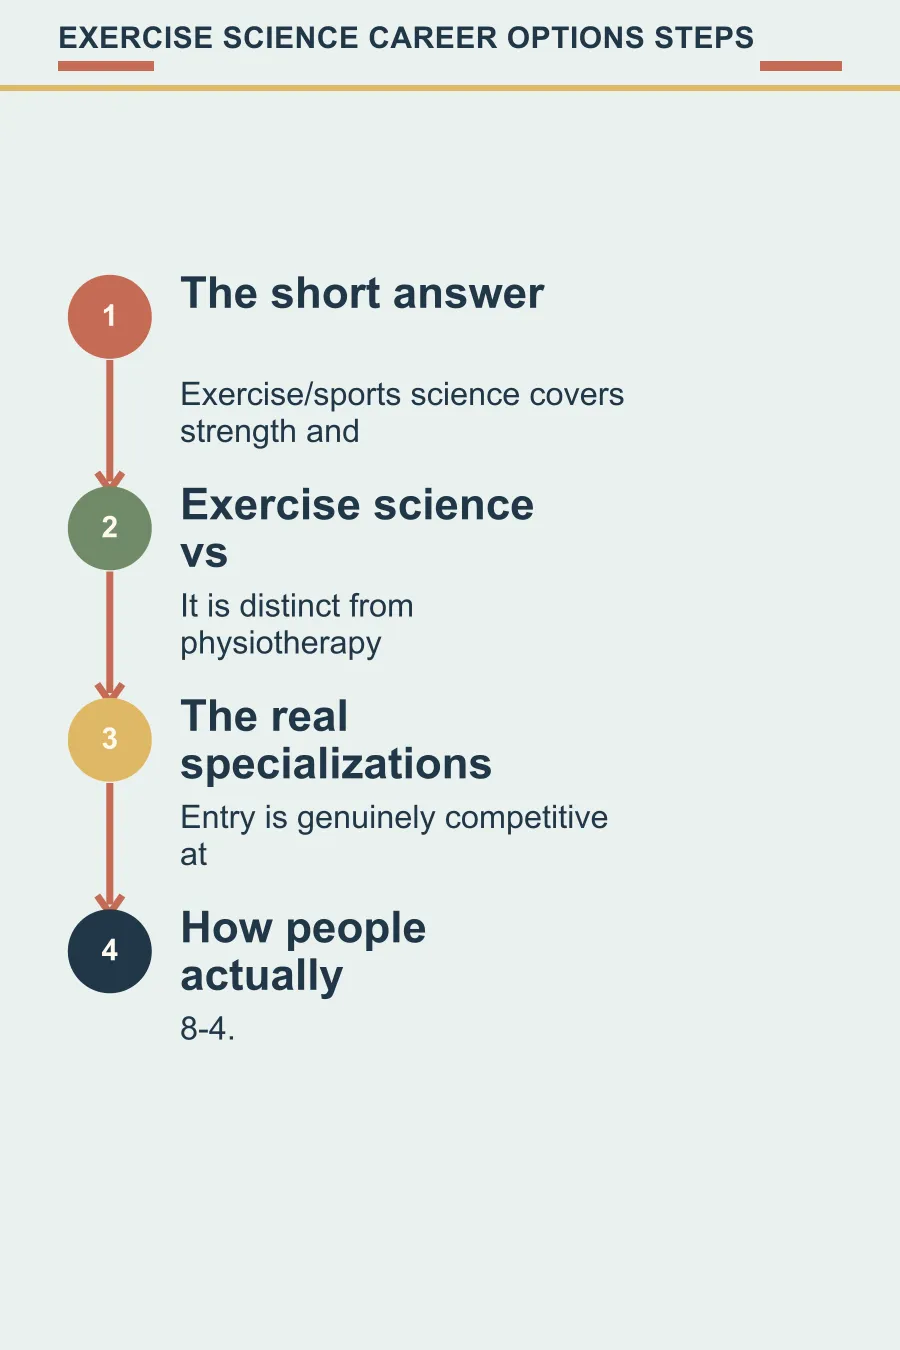 EXERCISE SCIENCE CAREER OPTIONS STEPS
1
The short answer
Exercise/sports science covers
strength and
2
Exercise science
vs
It is distinct from
physiotherapy
3
The real
specializations
Entry is genuinely competitive
at
4
How people
actually
8-4.